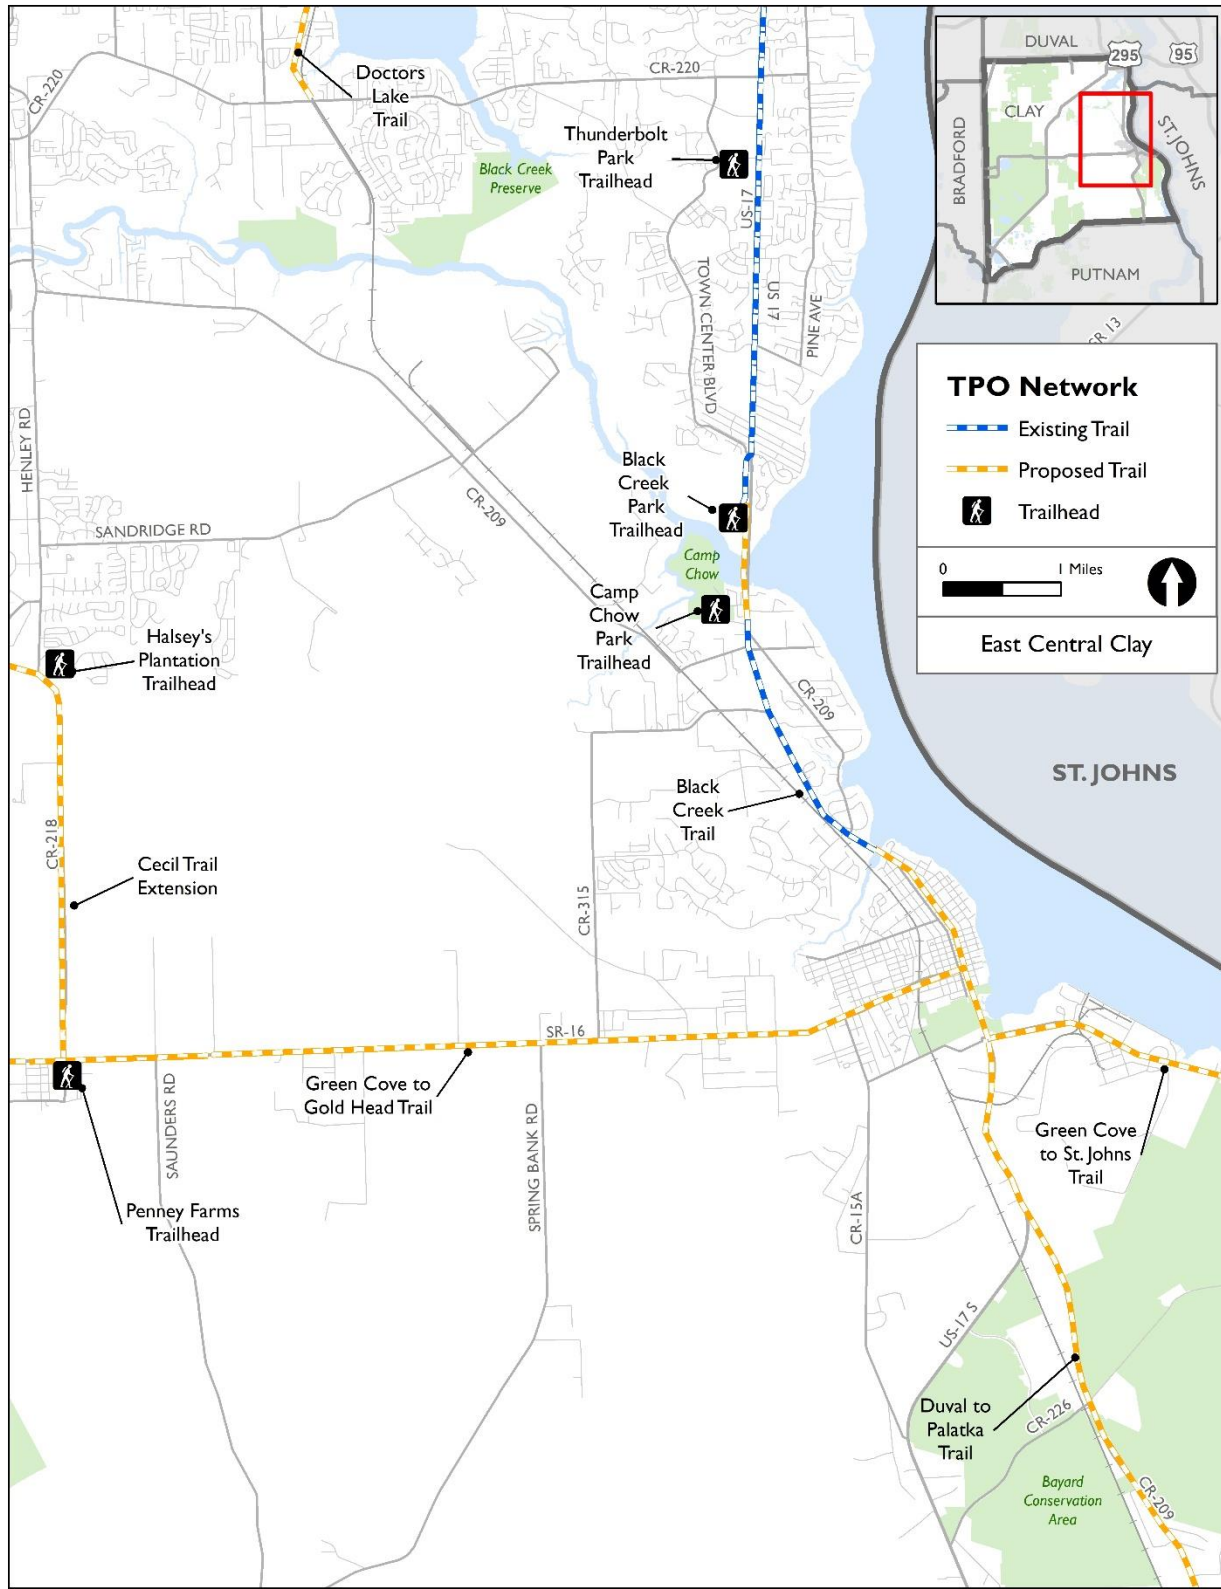 CR-220
Doctors
Lake
Trail
CR-220
Thunderbolt
Park
Trailhead
Black Creek
Preserve
US-17
US 17
TOWN CENTER BLVD
PINE AVE
DUVAL
295
95
CLAY
BRADFORD
ST. JOHNS
PUTNAM
CR 13
TPO Network
Existing Trail
Proposed Trail
Trailhead
0 1 Miles
East Central Clay
HENLEY RD
SANDRIDGE RD
CR-209
Black
Creek
Park
Trailhead
Camp
Chow
Camp
Chow
Park
Trailhead
Halsey's
Plantation
Trailhead
CR-209
ST. JOHNS
Black
Creek
Trail
CR-218
Cecil Trail
Extension
CR-315
SR-16
Green Cove to
Gold Head Trail
SAUNDERS RD
SPRING BANK RD
Penney Farms
Trailhead
CR-15A
Green Cove
to St. Johns
Trail
US-17 S
Duval to
Palatka
Trail
CR-226
Bayard
Conservation
Area
CR-209